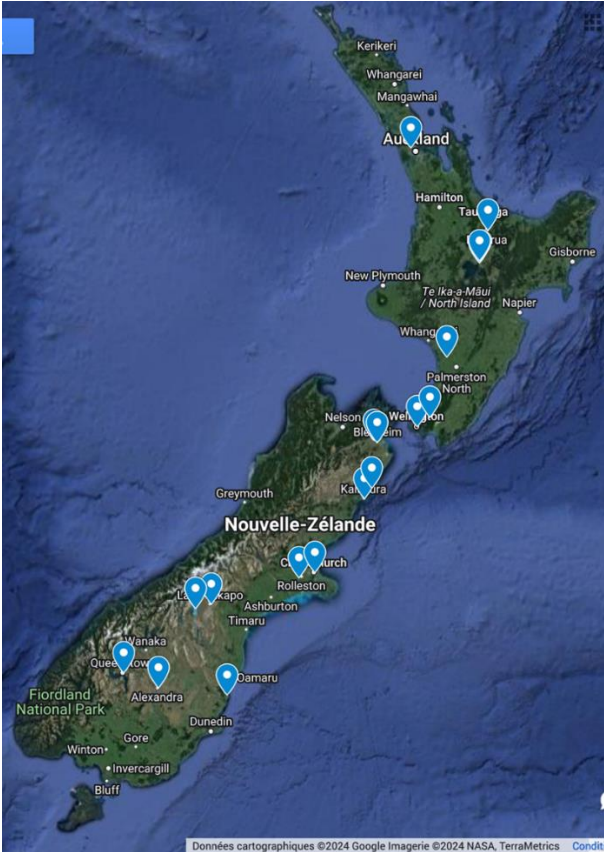 Kerikeri
Whangarei
Mangawhai
Auckland
Hamilton
Gisborne
New Plymouth
Te Ika-a-Māui
/ North Island
Napier
Palmerston
North
Nelson
Greymouth
Nouvelle-Zélande
Rolleston
Ashburton
Timaru
Wanaka
Oamaru
Alexandra
Fiordland
National Park
Dunedin
Gore
Winton
Invercargill
Bluff
Données cartographiques ©2024 Google Imagerie ©2024 NASA, TerraMetrics